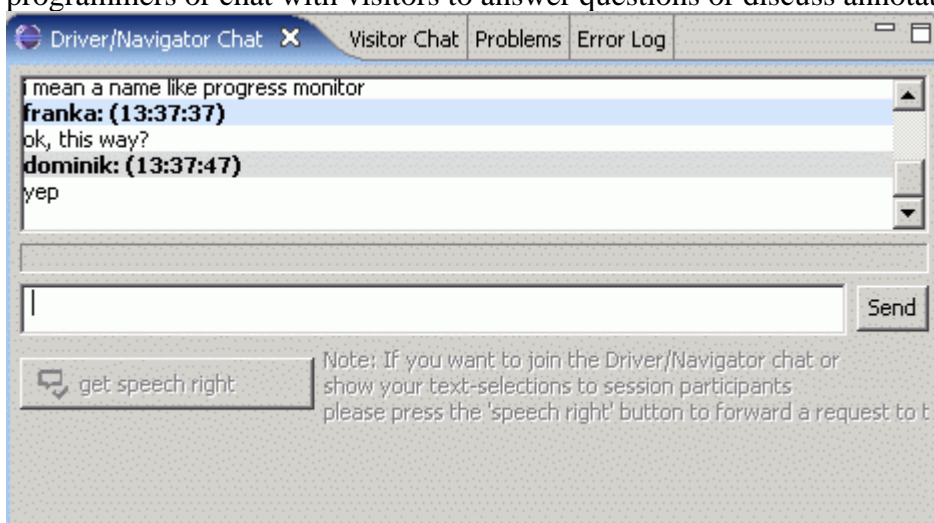 programmers or chat with visitors to answer questions or discuss annotat
Driver/Navigator Chat Visitor Chat Problems Error Log
i mean a name like progress monitor
franka: (13:37:37)
ok, this way?
dominik: (13:37:47)
yep
Send
get speech right
Note: If you want to join the Driver/Navigator chat or
show your text-selections to session participants
please press the 'speech right' button to forward a request to t